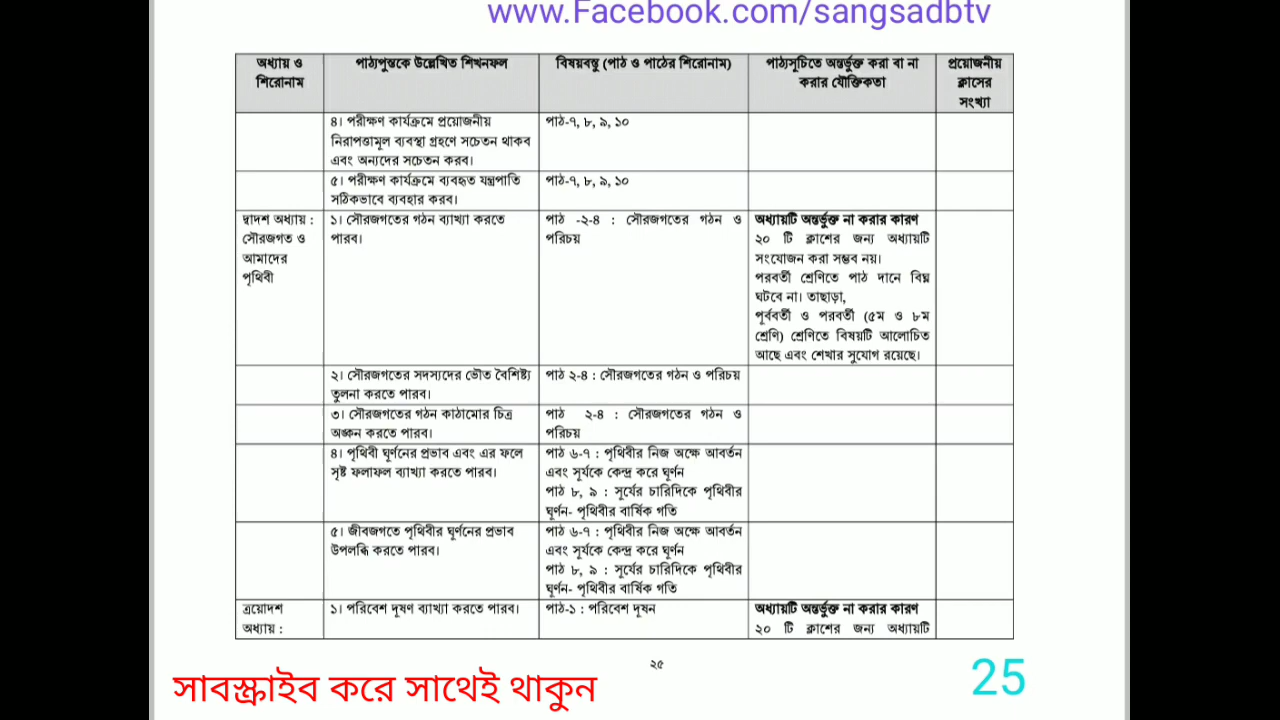 www.Facebook.com/sangsadbtv
অধ্যায় ও
শিরোনাম
পাঠ্যপুস্তকে উল্লেখিত শিখনফল
বিষয়বস্তু (পাঠ ও পাঠের শিরোনাম)
পাঠ্যসূচিতে অন্তর্ভুক্ত করা বা না
করার যৌক্তিকতা
প্রয়োজনীয়
ক্লাসের
সংখ্যা
৪। পরীক্ষণ কার্যক্রমে প্রয়োজনীয়
নিরাপত্তামূল ব্যবস্থা গ্রহণে সচেতন থাকব
এবং অন্যদের সচেতন করব।
পাঠ-৭, ৮, ৯, ১০
৫। পরীক্ষণ কার্যক্রমে ব্যবহৃত যন্ত্রপাতি
সঠিকভাবে ব্যবহার করব।
পাঠ-৭, ৮, ৯, ১০
দ্বাদশ অধ্যায় :
সৌরজগত ও
আমাদের
পৃথিবী
১। সৌরজগতের গঠন ব্যাখ্যা করতে
পারব।
পাঠ -২-৪ : সৌরজগতের গঠন ও
পরিচয়
অধ্যায়টি অন্তর্ভুক্ত না করার কারণ
২০ টি ক্লাশের জন্য অধ্যায়টি
সংযোজন করা সম্ভব নয়।
পরবর্তী শ্রেণিতে পাঠ দানে বিঘ্ন
ঘটবে না। তাছাড়া,
পূর্ববর্তী ও পরবর্তী (৫ম ও ৮ম
শ্রেণি) শ্রেণিতে বিষয়টি আলোচিত
আছে এবং শেখার সুযোগ রয়েছে।
২। সৌরজগতের সদস্যদের ভৌত বৈশিষ্ট্য
তুলনা করতে পারব।
পাঠ ২-৪ : সৌরজগতের গঠন ও পরিচয়
৩। সৌরজগতের গঠন কাঠামোর চিত্র
অঙ্কন করতে পারব।
পাঠ ২-৪ : সৌরজগতের গঠন ও
পরিচয়
৪। পৃথিবী ঘূর্ণনের প্রভাব এবং এর ফলে
সৃষ্ট ফলাফল ব্যাখ্যা করতে পারব।
পাঠ ৬-৭ : পৃথিবীর নিজ অক্ষে আবর্তন
এবং সূর্যকে কেন্দ্র করে ঘূর্ণন
পাঠ ৮, ৯ : সূর্যের চারিদিকে পৃথিবীর
ঘূর্ণন- পৃথিবীর বার্ষিক গতি
৫। জীবজগতে পৃথিবীর ঘূর্ণনের প্রভাব
উপলব্ধি করতে পারব।
পাঠ ৬-৭ : পৃথিবীর নিজ অক্ষে আবর্তন
এবং সূর্যকে কেন্দ্র করে ঘূর্ণন
পাঠ ৮, ৯ : সূর্যের চারিদিকে পৃথিবীর
ঘূর্ণন- পৃথিবীর বার্ষিক গতি
ত্রয়োদশ
অধ্যায় :
১। পরিবেশ দূষণ ব্যাখ্যা করতে পারব।
পাঠ-১ : পরিবেশ দূষন
অধ্যায়টি অন্তর্ভুক্ত না করার কারণ
২০ টি ক্লাশের জন্য অধ্যায়টি
২৫
সাবস্ক্রাইব করে সাথেই থাকুন
25